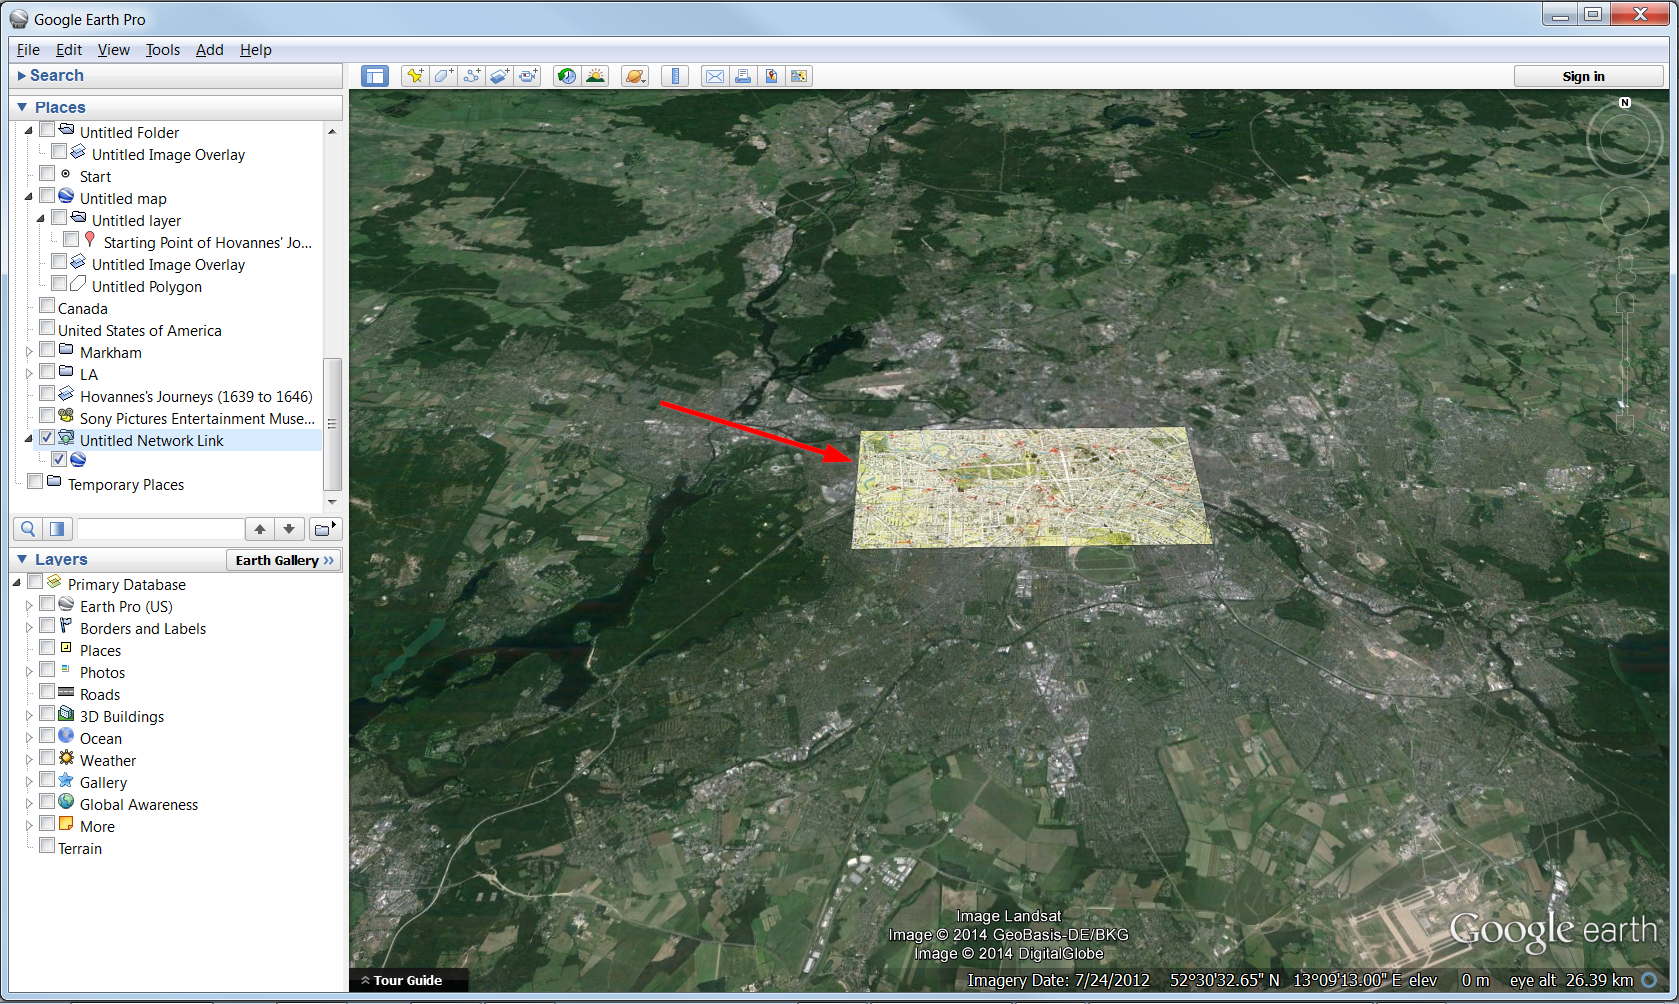 Google Earth Pro
File Edit View Tools Add Help
Search
Sign in
Places
N
Untitled Folder
Untitled Image Overlay
Start
Untitled map
Untitled layer
Starting Point of Hovannes' Jo...
Untitled Image Overlay
Untitled Polygon
Canada
United States of America
Markham
LA
Hovannes's Journeys (1639 to 1646)
Sony Pictures Entertainment Muse...
Untitled Network Link
Temporary Places
Layers
Earth Gallery »
Primary Database
Earth Pro (US)
Borders and Labels
Places
Photos
Roads
3D Buildings
Ocean
Weather
Gallery
Global Awareness
More
Terrain
Image Landsat
Image © 2014 GeoBasis-DE/BKG
Image © 2014 DigitalGlobe
Google earth
Tour Guide
Imagery Date: 7/24/2012 52°30'32.65" N 13°09'13.00" E elev 0 m eye alt 26.39 km